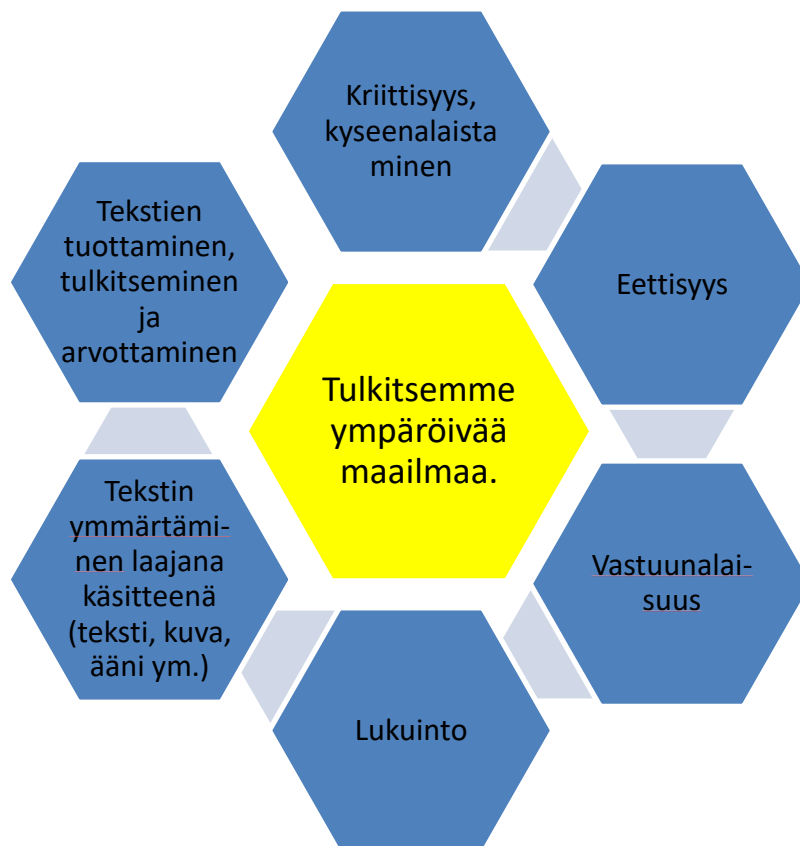 Kriittisyys,
kyseenalaista
minen
Eettisyys
Vastuunalai-
suus
Lukuinto
Tekstin
ymmärtämi-
nen laajana
käsitteenä
(teksti, kuva,
ääni ym.)
Tekstien
tuottaminen,
tulkitseminen
ja
arvottaminen
Tulkitsemme
ympäröivää
maailmaa.